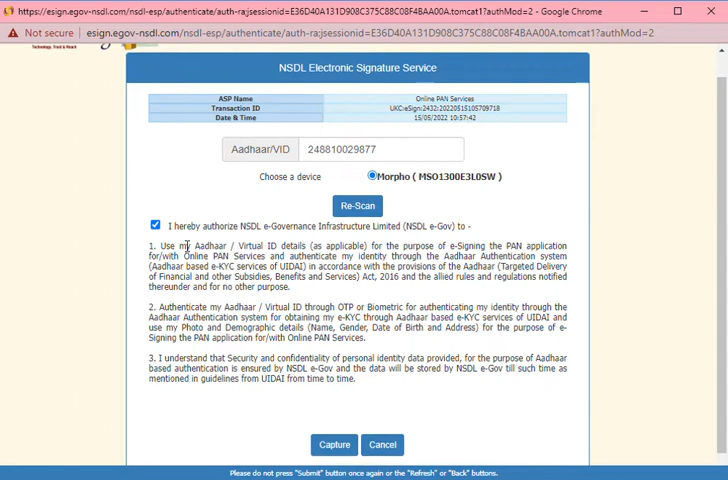 https://esign.egov-nsdl.com/nsdl-esp/authenticate/auth-ra;jsessionid=E36D40A131D908C375C88C08F4BAA00A.tomcat1?authMod=2 - Google Chrome
Not secure | esign.egov-nsdl.com/nsdl-esp/authenticate/auth-ra;jsessionid=E36D40A131D908C375C88C08F4BAA00A.tomcat1?authMod=2
Technology, Trust & Reach
NSDL Electronic Signature Service
ASP Name Online PAN Services
Transaction ID UKC:eSign:2432:20220515105709718
Date & Time 15/05/2022 10:57:42
Aadhaar/VID 248810029877
Choose a device Morpho ( MSO1300E3L0SW )
Re-Scan
I hereby authorize NSDL e-Governance Infrastructure Limited (NSDL e-Gov) to -
1. Use my Aadhaar / Virtual ID details (as applicable) for the purpose of e-Signing the PAN application
for/with Online PAN Services and authenticate my identity through the Aadhaar Authentication system
(Aadhaar based e-KYC services of UIDAI) in accordance with the provisions of the Aadhaar (Targeted Delivery
of Financial and other Subsidies, Benefits and Services) Act, 2016 and the allied rules and regulations notified
thereunder and for no other purpose.
2. Authenticate my Aadhaar / Virtual ID through OTP or Biometric for authenticating my identity through the
Aadhaar Authentication system for obtaining my e-KYC through Aadhaar based e-KYC services of UIDAI and
use my Photo and Demographic details (Name, Gender, Date of Birth and Address) for the purpose of e-
Signing the PAN application for/with Online PAN Services.
3. I understand that Security and confidentiality of personal identity data provided, for the purpose of Aadhaar
based authentication is ensured by NSDL e-Gov and the data will be stored by NSDL e-Gov till such time as
mentioned in guidelines from UIDAI from time to time.
Capture Cancel
Please do not press "Submit" button once again or the "Refresh" or "Back" buttons.